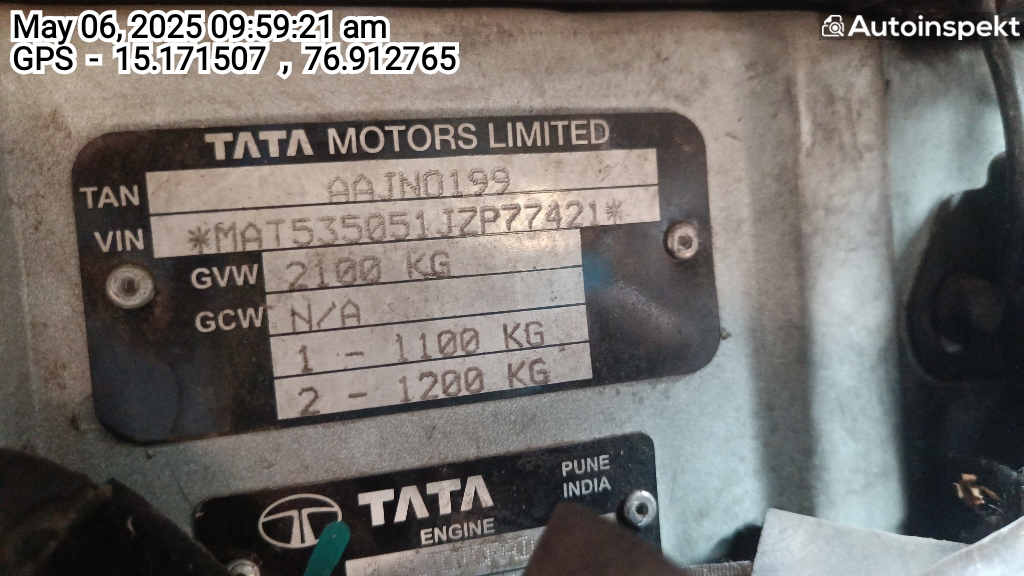 May 06, 2025 09:59:21 am
GPS - 15.171507 , 76.912765
Autoinspekt
TATA MOTORS LIMITED
TAN AAJN0199
VIN *MAT535051JZP77421*
GVW 2100 KG
GCW N/A
1 - 1100 KG
2 - 1200 KG
TATA
ENGINE
PUNE
INDIA